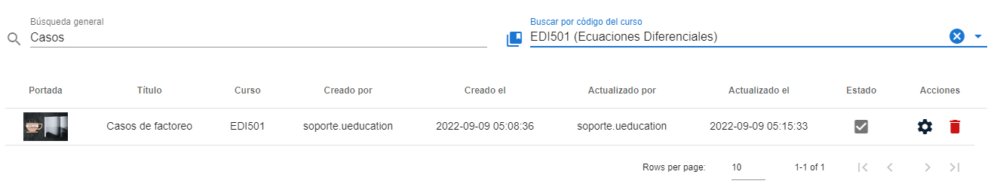 Búsqueda general
Casos
Buscar por código del curso
EDI501 (Ecuaciones Diferenciales)
Portada Título Curso Creado por Creado el Actualizado por Actualizado el Estado Acciones
Casos de factoreo EDI501 soporte.ueducation 2022-09-09 05:08:36 soporte.ueducation 2022-09-09 05:15:33
Rows per page: 10 1-1 of 1